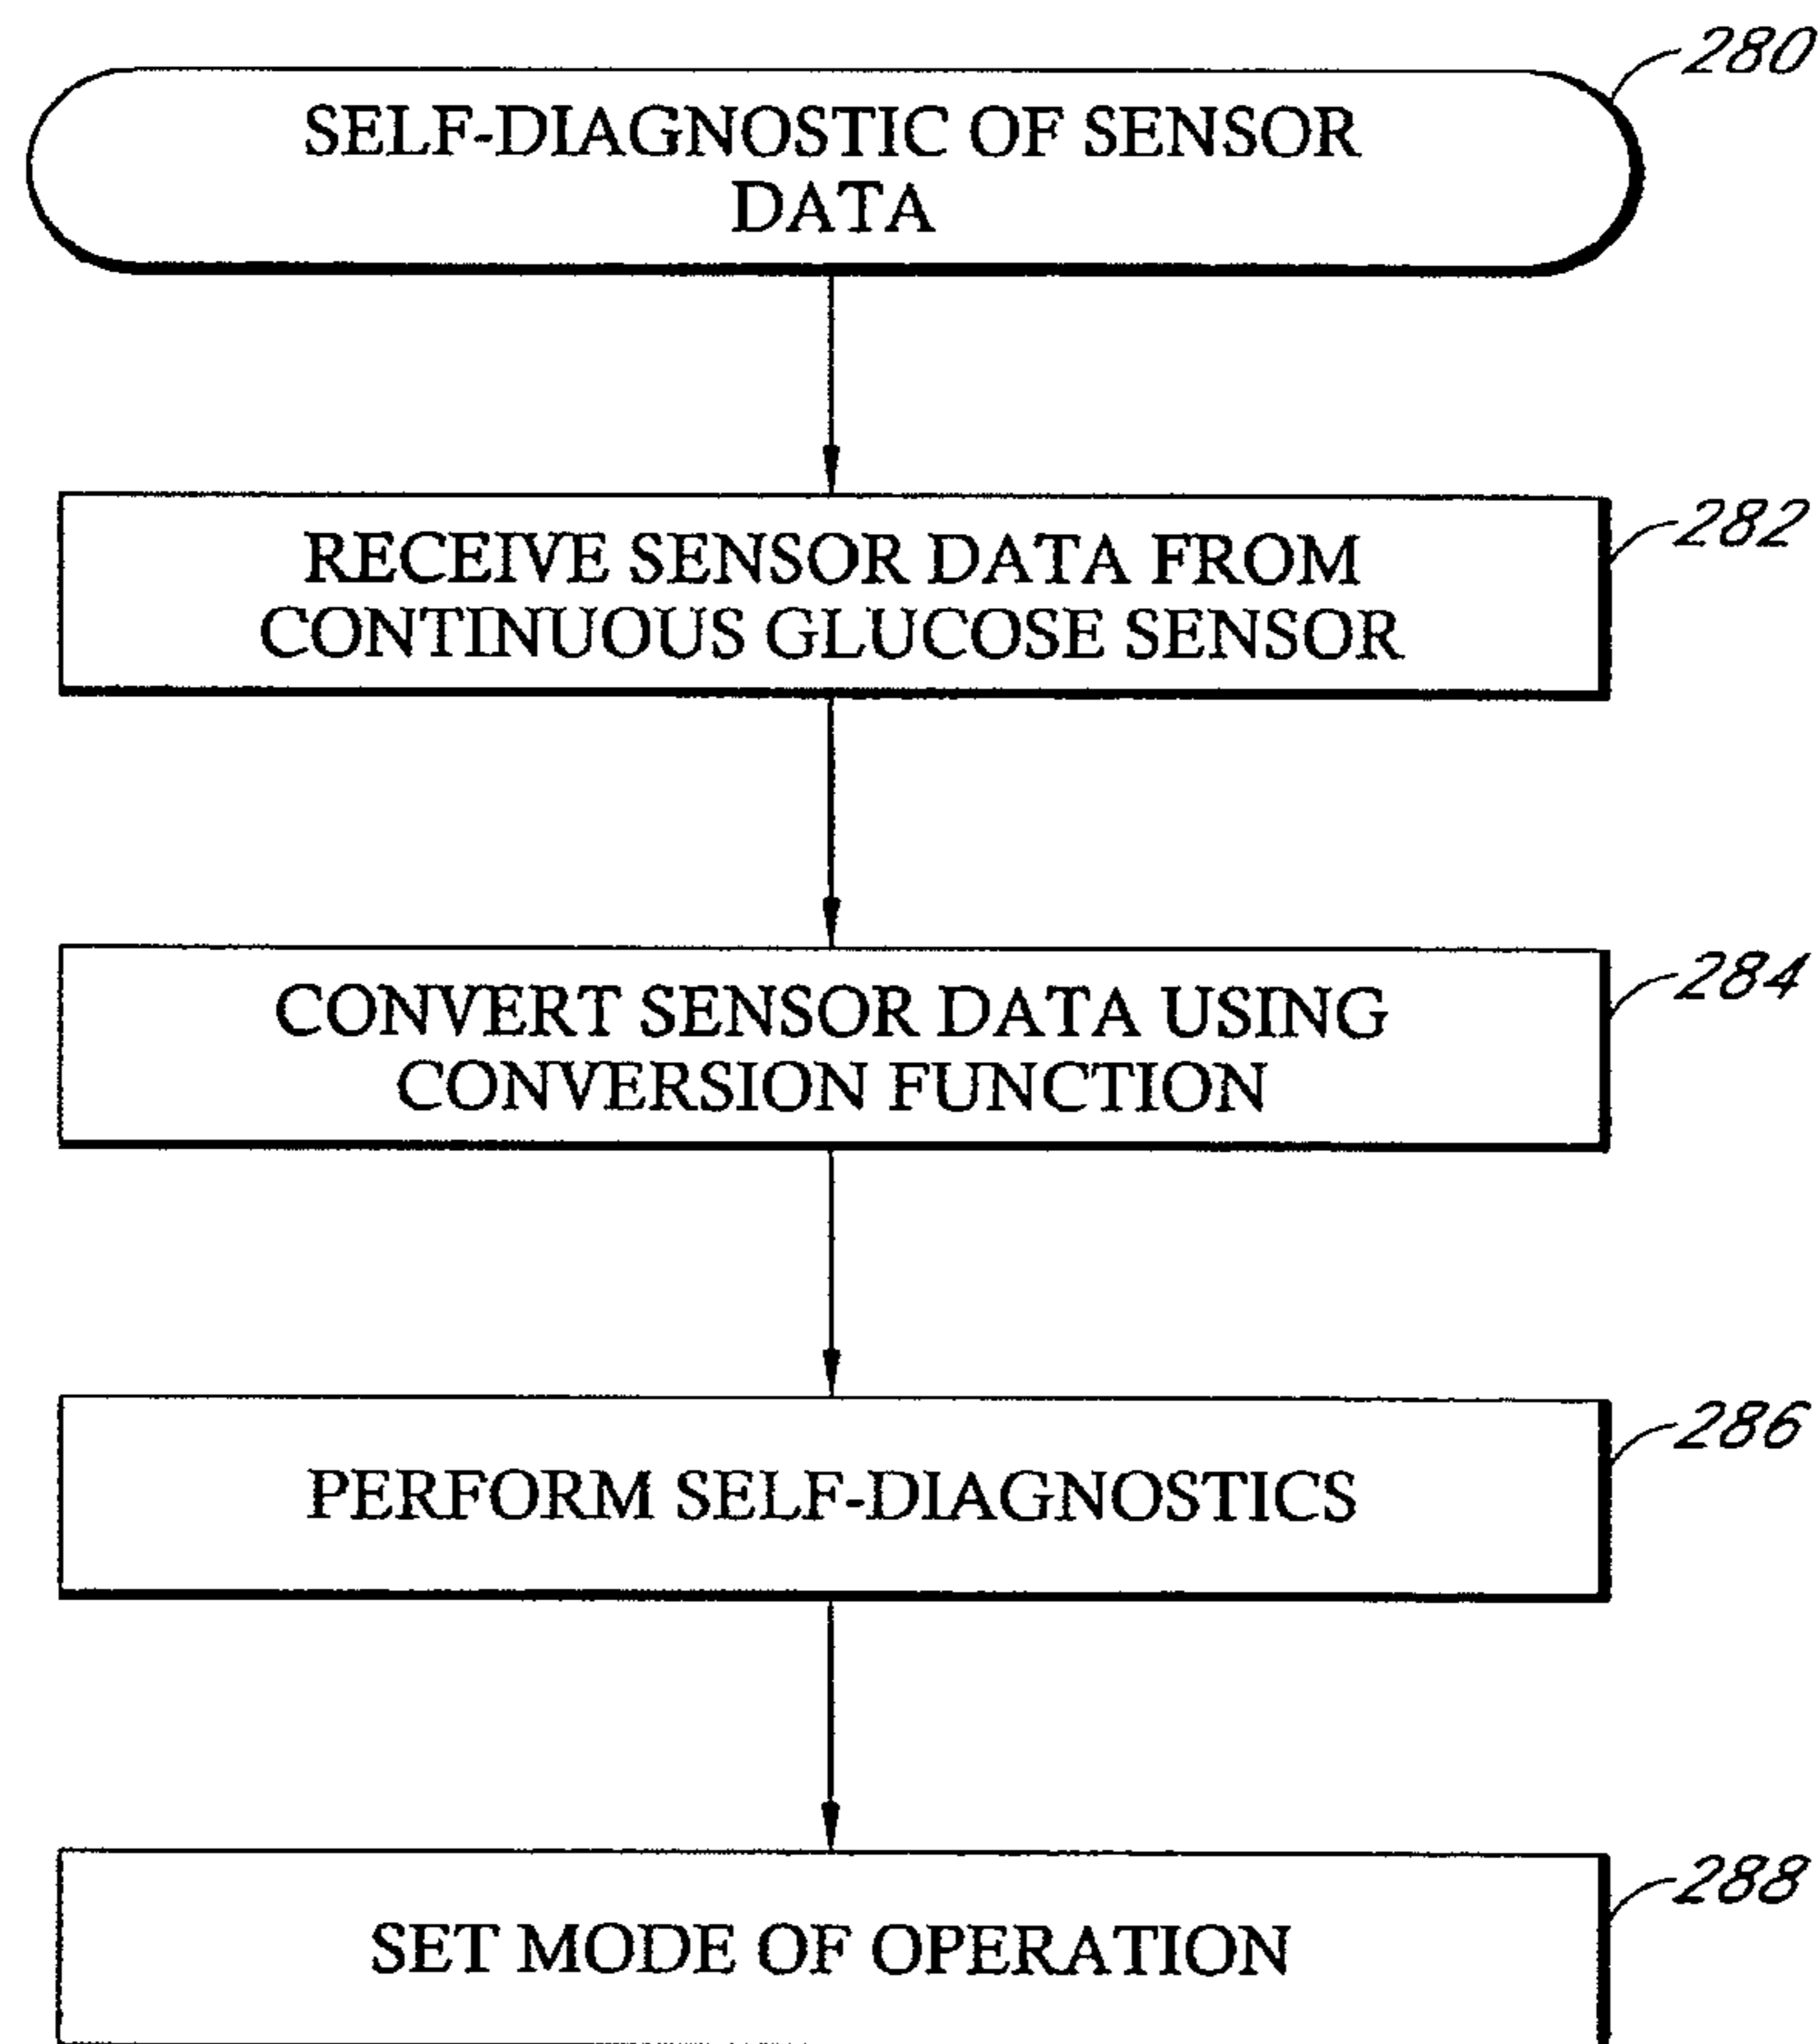 280
SELF-DIAGNOSTIC OF SENSOR
DATA
282
RECEIVE SENSOR DATA FROM
CONTINUOUS GLUCOSE SENSOR
284
CONVERT SENSOR DATA USING
CONVERSION FUNCTION
286
PERFORM SELF-DIAGNOSTICS
288
SET MODE OF OPERATION